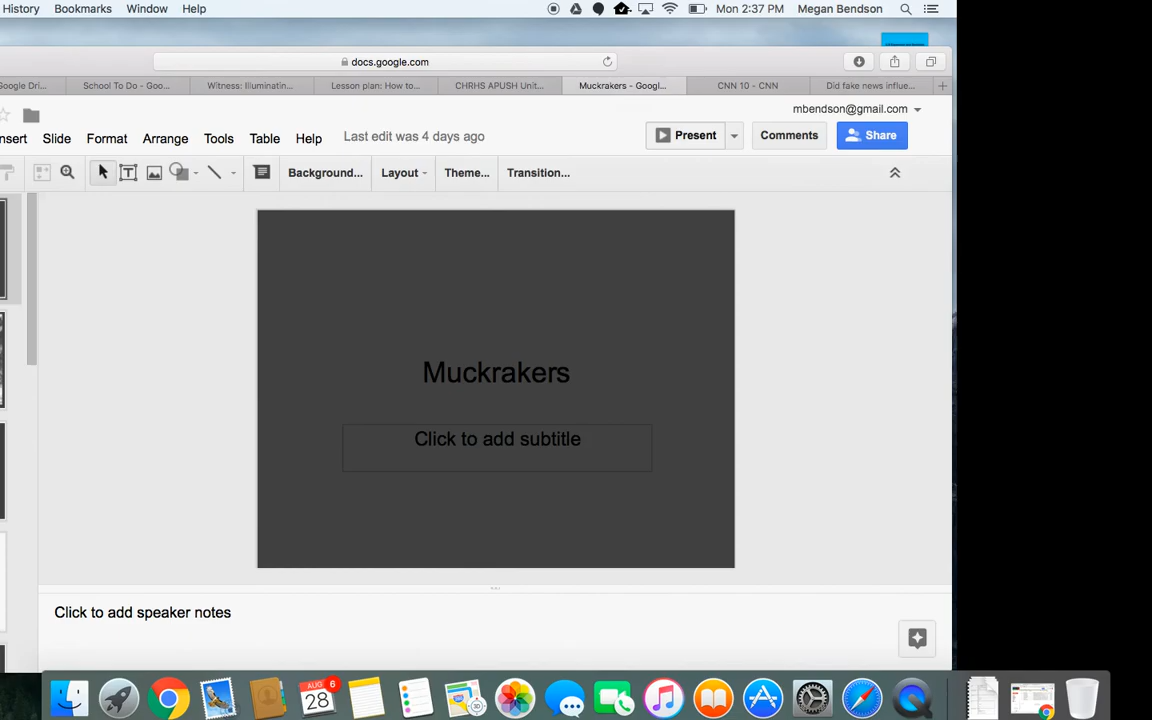 History Bookmarks Window Help Mon 2:37 PM Megan Bendson
docs.google.com
Google Dri... School To Do - Goo... Witness: Illuminatin... Lesson plan: How to... CHRHS APUSH Unit... Muckrakers - Googl... CNN 10 - CNN Did fake news influe...
mbendson@gmail.com
nsert Slide Format Arrange Tools Table Help Last edit was 4 days ago Present Comments Share
Background... Layout Theme... Transition...
Muckrakers
Click to add subtitle
Click to add speaker notes
AUG 6
28